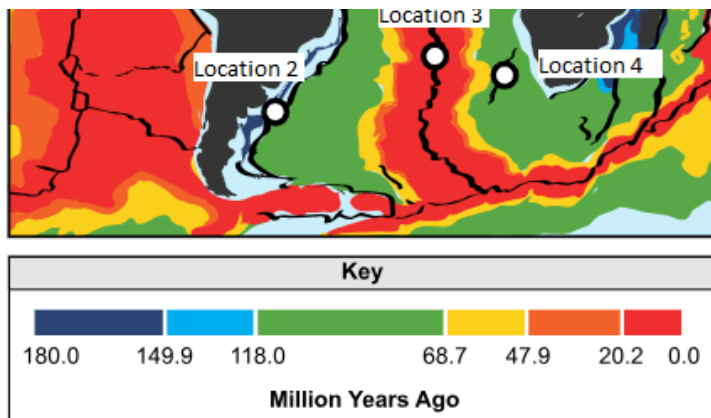 Location 3
Location 2
Location 4
Key
180.0 149.9 118.0 68.7 47.9 20.2 0.0
Million Years Ago